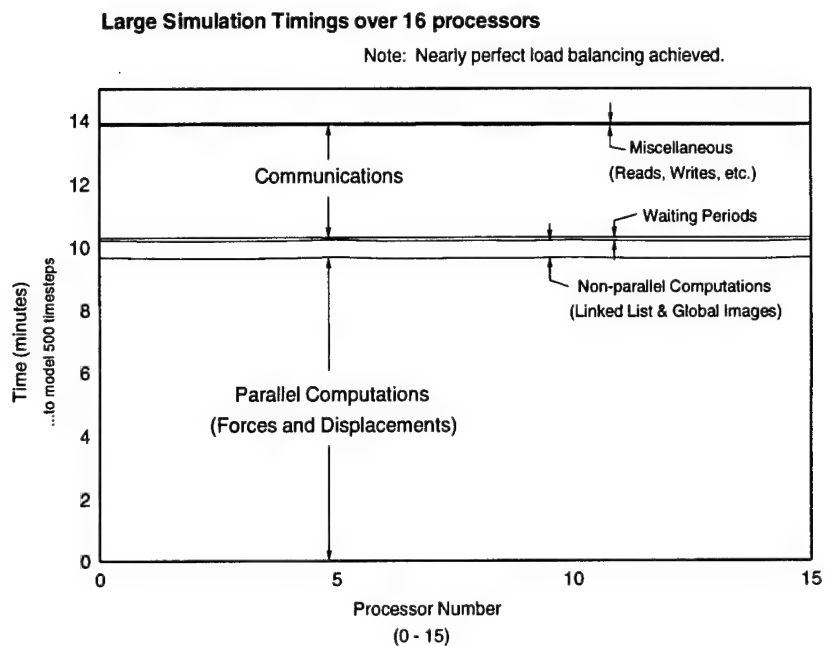 Large Simulation Timings over 16 processors
Note: Nearly perfect load balancing achieved.
14
12
10
8
6
4
2
0
Time (minutes)
...to model 500 timesteps
Communications
Miscellaneous
(Reads, Writes, etc.)
Waiting Periods
Non-parallel Computations
(Linked List & Global Images)
Parallel Computations
(Forces and Displacements)
0
5
10
15
Processor Number
(0 - 15)